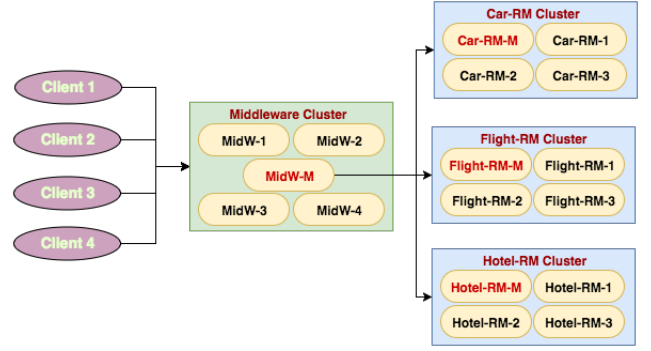 Client 1
Client 2
Client 3
Client 4
Middleware Cluster
MidW-1 MidW-2
MidW-M
MidW-3 MidW-4
Car-RM Cluster
Car-RM-M Car-RM-1
Car-RM-2 Car-RM-3
Flight-RM Cluster
Flight-RM-M Flight-RM-1
Flight-RM-2 Flight-RM-3
Hotel-RM Cluster
Hotel-RM-M Hotel-RM-1
Hotel-RM-2 Hotel-RM-3